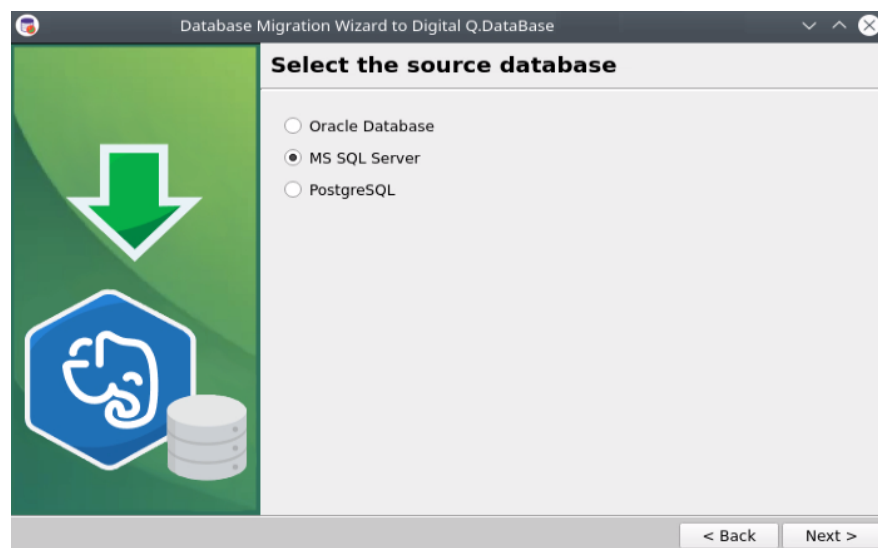 Database Migration Wizard to Digital Q.DataBase
Select the source database
Oracle Database
MS SQL Server
PostgreSQL
< Back Next >